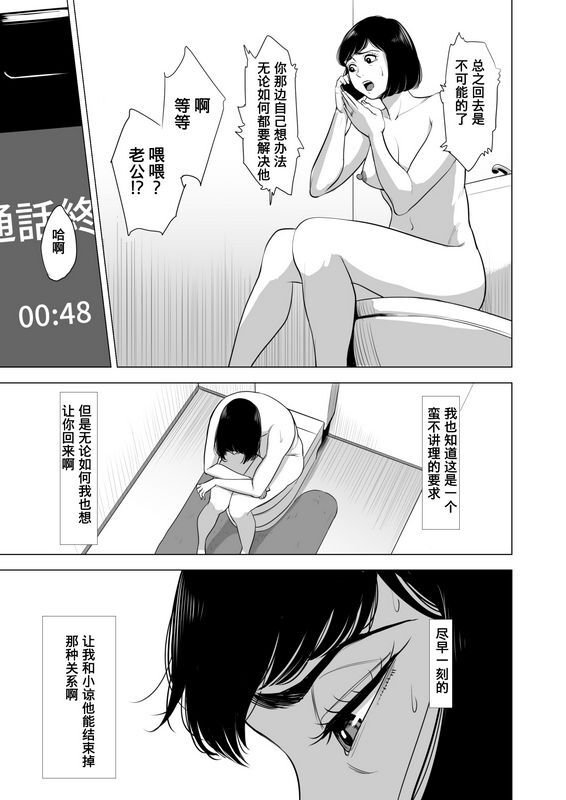 总之回去是
不可能的了
你那边自己想办法
无论如何都要解决他
啊
等等
喂喂？
老公!?
通話終
00:48
哈啊
我也知道这是一个
蛮不讲理的要求
但是无论如何我也想
让你回来啊
尽早一刻的
让我和小谅他能结束掉
那种关系啊